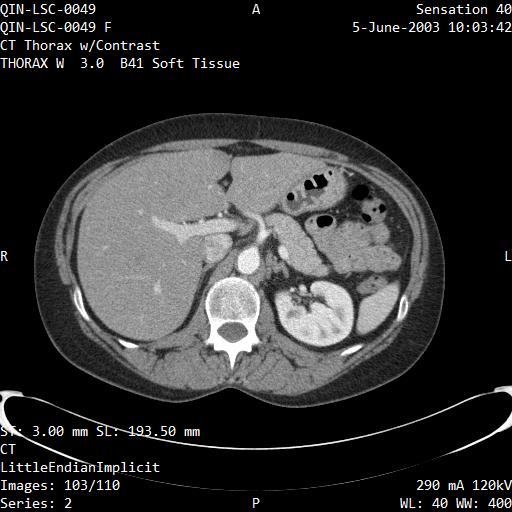 QIN-LSC-0049 A Sensation 40
QIN-LSC-0049 F 5-June-2003 10:03:42
CT Thorax w/Contrast
THORAX W 3.0 B41 Soft Tissue
R L
ST: 3.00 mm SL: 193.50 mm
CT
LittleEndianImplicit
Images: 103/110 290 mA 120kV
Series: 2 P WL: 40 WW: 400